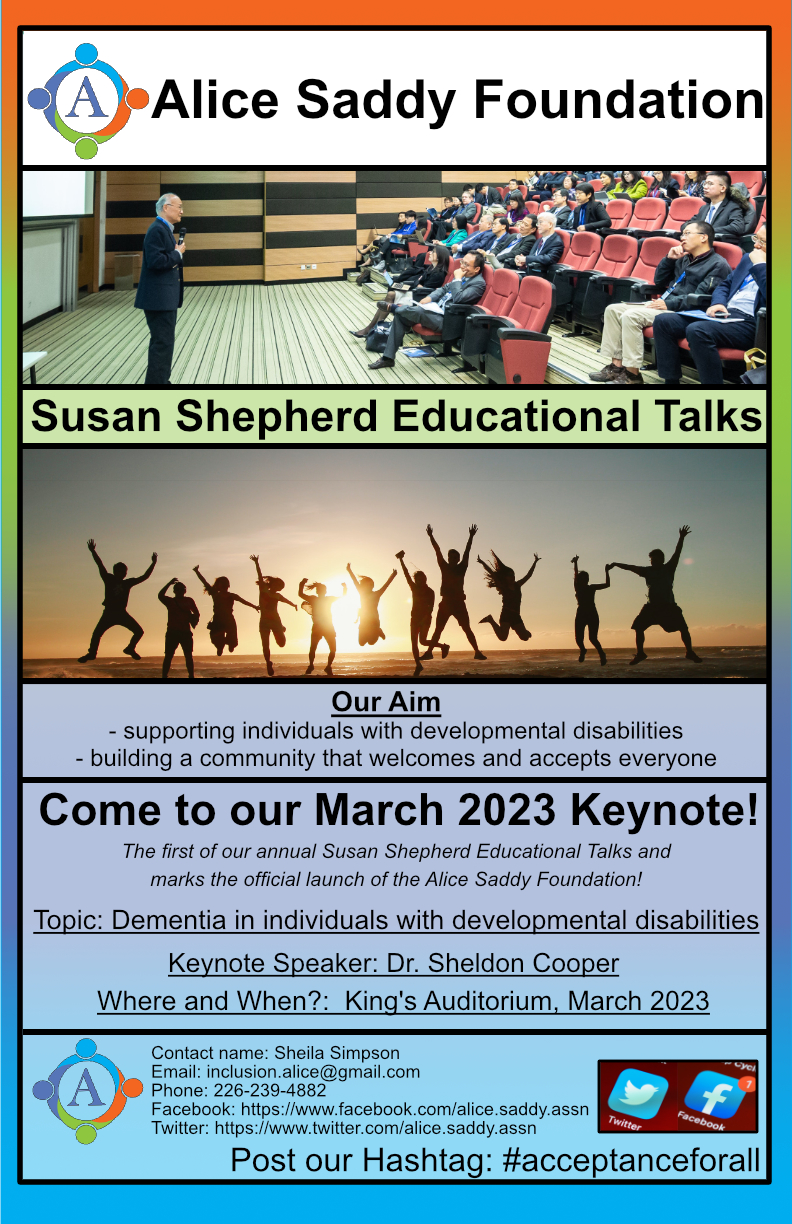 A
Alice Saddy Foundation
Susan Shepherd Educational Talks
Our Aim
- supporting individuals with developmental disabilities
- building a community that welcomes and accepts everyone
Come to our March 2023 Keynote!
The first of our annual Susan Shepherd Educational Talks and
marks the official launch of the Alice Saddy Foundation!
Topic: Dementia in individuals with developmental disabilities
Keynote Speaker: Dr. Sheldon Cooper
Where and When?:  King's Auditorium, March 2023
A
Contact name: Sheila Simpson
Email: inclusion.alice@gmail.com
Phone: 226-239-4882
Facebook: https://www.facebook.com/alice.saddy.assn
Twitter: https://www.twitter.com/alice.saddy.assn
7
Twitter
Facebook
Post our Hashtag: #acceptanceforall